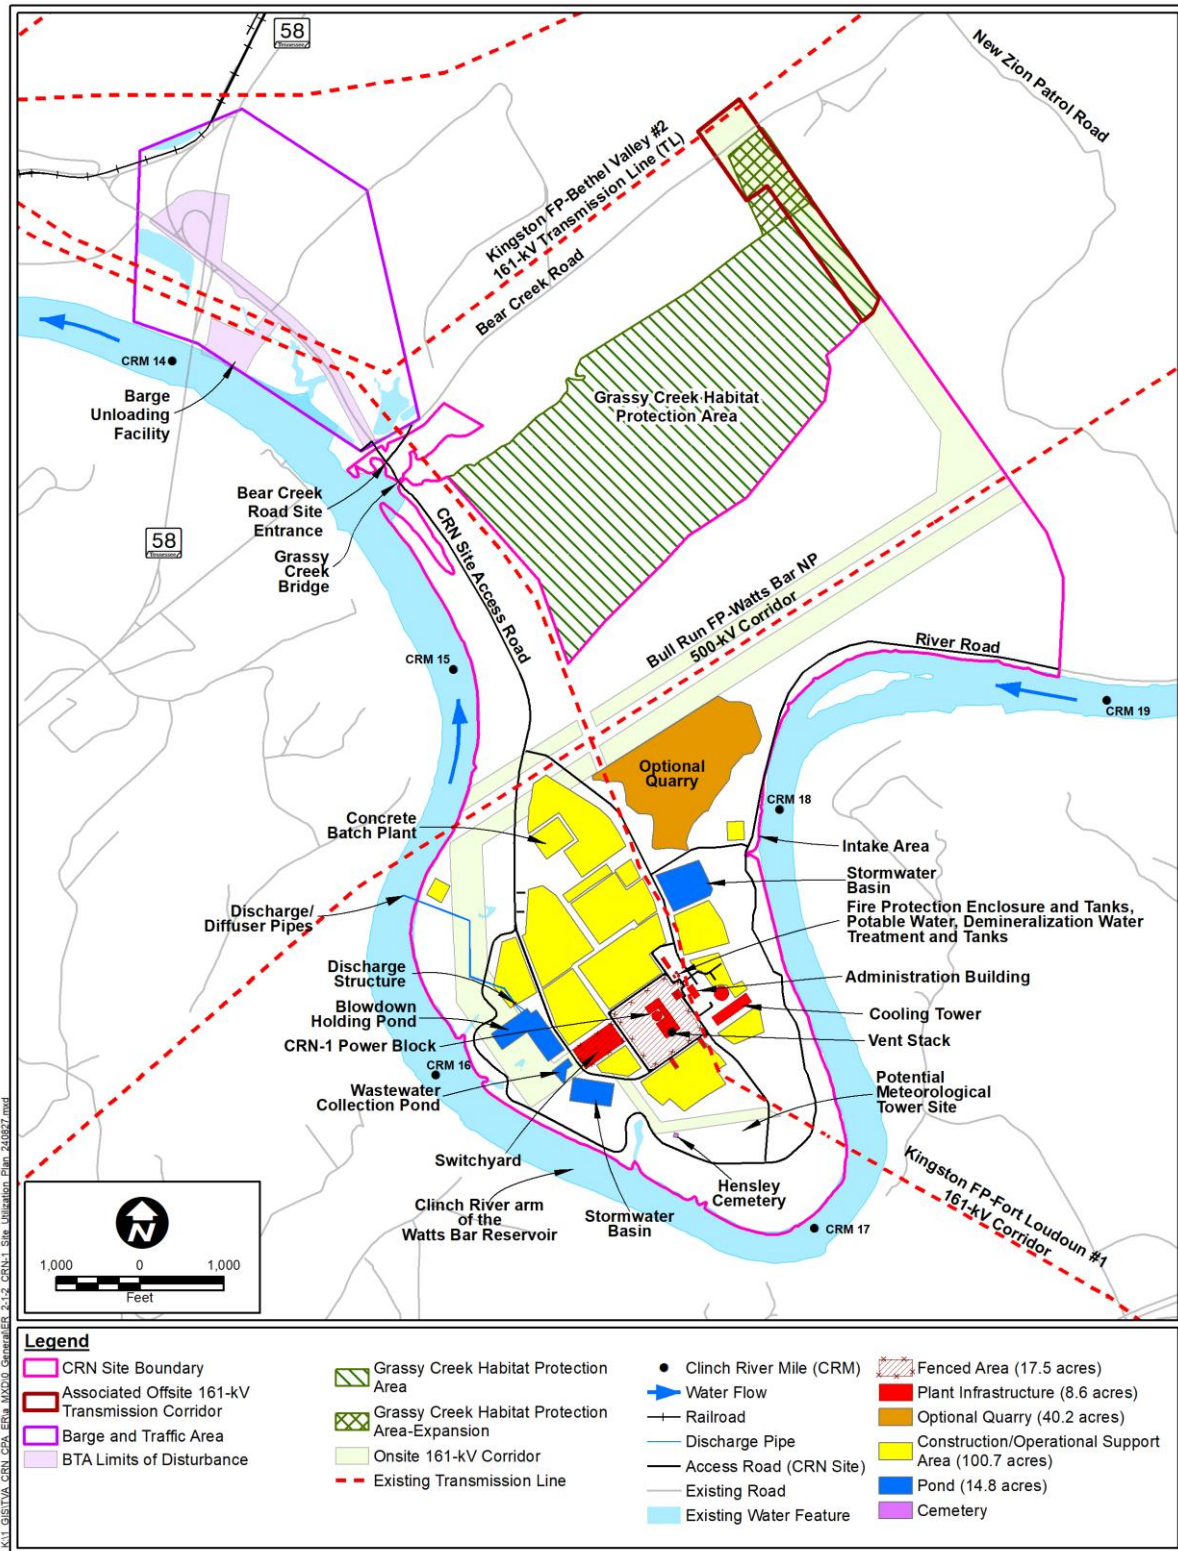 58
Tennessee
New Zion Patrol Road
Kingston FP-Bethel Valley #2
161-kV Transmission Line (TL)
Bear Creek Road
CRM 14
Barge
Unloading
Facility
Grassy Creek Habitat
Protection Area
Bear Creek
Road Site
Entrance
58
Tennessee
Grassy
Creek
Bridge
CRN Site Access Road
Bull Run FP-Watts Bar NP
500-kV Corridor
River Road
CRM 15
CRM 19
Optional
Quarry
CRM 18
Concrete
Batch Plant
Intake Area
Stormwater
Basin
Discharge/
Diffuser Pipes
Fire Protection Enclosure and Tanks,
Potable Water, Demineralization Water
Treatment and Tanks
Discharge
Structure
Administration Building
Blowdown
Holding Pond
Cooling Tower
CRN-1 Power Block
Vent Stack
CRM 16
Wastewater
Collection Pond
Potential
Meteorological
Tower Site
Switchyard
Hensley
Cemetery
Clinch River arm
of the
Watts Bar Reservoir
Stormwater
Basin
CRM 17
Kingston FP-Fort Loudoun #1
161-kV Corridor
N
1,000 0 1,000
Feet
Legend
CRN Site Boundary
Associated Offsite 161-kV
Transmission Corridor
Barge and Traffic Area
BTA Limits of Disturbance
Grassy Creek Habitat Protection
Area
Grassy Creek Habitat Protection
Area-Expansion
Onsite 161-kV Corridor
Existing Transmission Line
Clinch River Mile (CRM)
Water Flow
Railroad
Discharge Pipe
Access Road (CRN Site)
Existing Road
Existing Water Feature
Fenced Area (17.5 acres)
Plant Infrastructure (8.6 acres)
Optional Quarry (40.2 acres)
Construction/Operational Support
Area (100.7 acres)
Pond (14.8 acres)
Cemetery